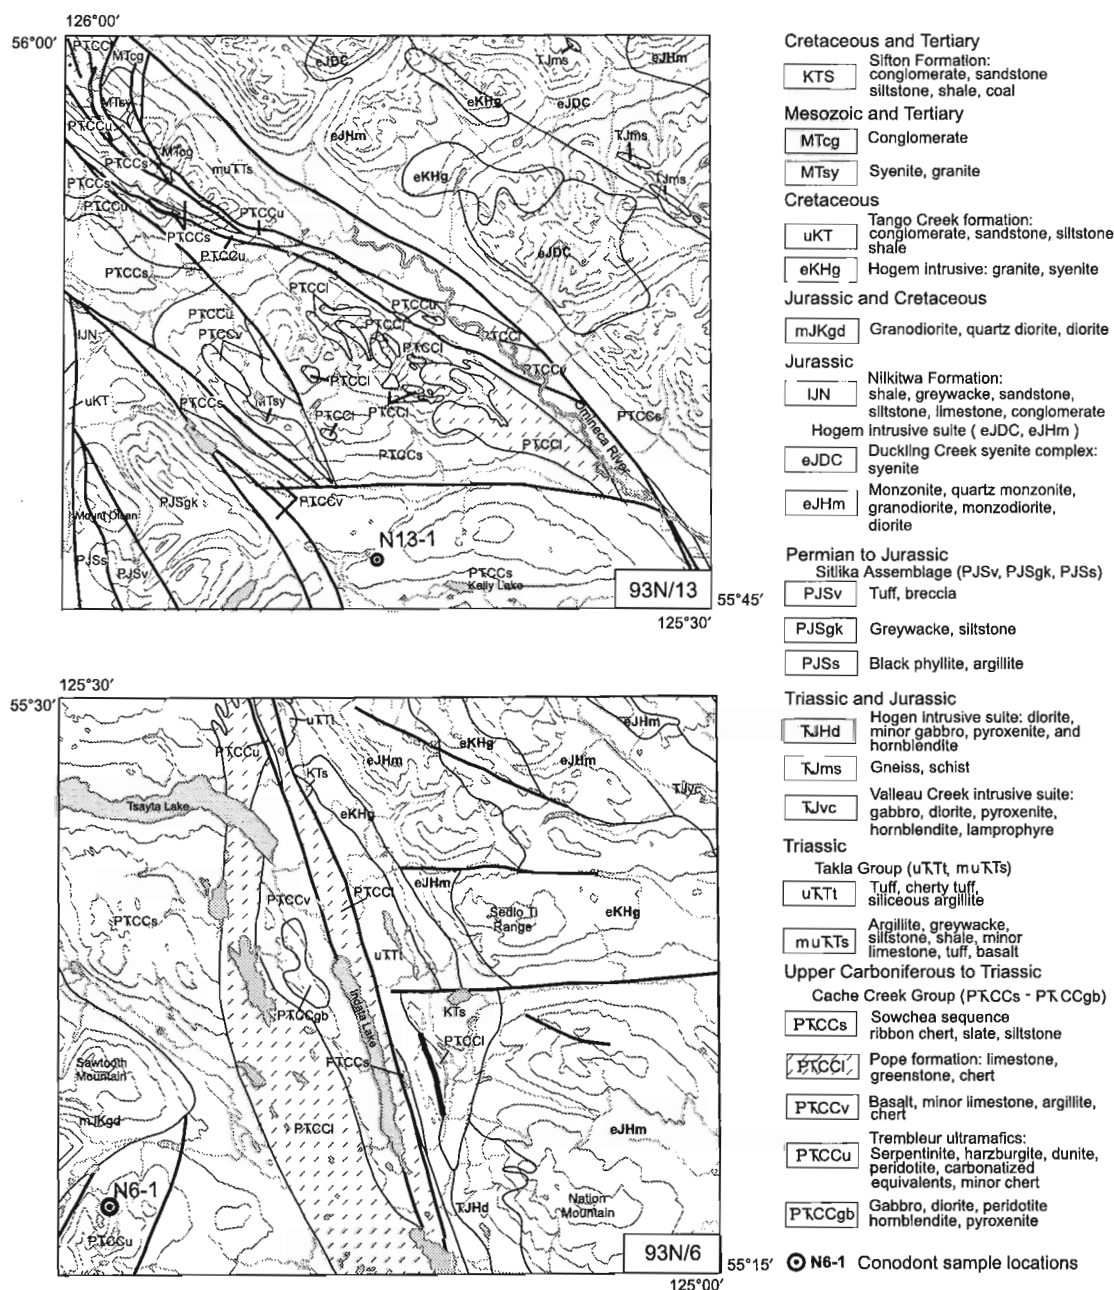 126°00'
56°00'
PTCCl
MTcg
eJDC
TJms
eJHm
eKHg
eJDC
MTsy
PTCCu
eJHm
TJms
MTcg
PTCCs
muTTs
eKHg
TJms
PTCCs
PTCCu
PTCCu
PTCCs
PTCCu
eJDC
PTCCs
PTCCl
PTCCu
PTCCu
PTCCl
PTCCl
IJN
PTCCv
PTCCl
PTCCv
PTCCl
uKT
PTCCs
MTsy
PTCCl
PTCCl
Omineca River
PTCCs
PTCCl
PTCCs
PJSgk
PTCCv
Mount Olsen
N13-1
PJSs
PJSv
PTCCs
Kelly Lake
93N/13
55°45'
125°30'
125°30'
55°30'
uTTt
PTCCu
eKHg
eJHm
KTs
eJHm
eJHm
Tsayta Lake
TJvc
eKHg
PTCCl
eJHm
PTCCv
Sedlo Ti
Range
eKHg
PTCCs
uTTt
Indata Lake
PTCCgb
KTs
PTCCl
Sawtooth
Mountain
PTCCs
mJKgd
PTCCl
eJHm
N6-1
TJHd
Nation
Mountain
PTCCu
93N/6
55°15'
125°00'
Cretaceous and Tertiary
KTS
Sifton Formation:
conglomerate, sandstone
siltstone, shale, coal
Mesozoic and Tertiary
MTcg Conglomerate
MTsy Syenite, granite
Cretaceous
uKT
Tango Creek formation:
conglomerate, sandstone, siltstone
shale
eKHg Hogem intrusive: granite, syenite
Jurassic and Cretaceous
mJKgd Granodiorite, quartz diorite, diorite
Jurassic
IJN
Nilkitwa Formation:
shale, greywacke, sandstone,
siltstone, limestone, conglomerate
Hogem intrusive suite ( eJDC, eJHm )
eJDC
Duckling Creek syenite complex:
syenite
eJHm
Monzonite, quartz monzonite,
granodiorite, monzodiorite,
diorite
Permian to Jurassic
Sitlika Assemblage (PJSv, PJSgk, PJSs)
PJSv Tuff, breccia
PJSgk Greywacke, siltstone
PJSs Black phyllite, argillite
Triassic and Jurassic
TJHd
Hogen intrusive suite: diorite,
minor gabbro, pyroxenite, and
hornblendite
TJms Gneiss, schist
TJvc
Valleau Creek intrusive suite:
gabbro, diorite, pyroxenite,
hornblendite, lamprophyre
Triassic
Takla Group (uTTt, muTTs)
uTTt
Tuff, cherty tuff,
siliceous argillite
muTTs
Argillite, greywacke,
siltstone, shale, minor
limestone, tuff, basalt
Upper Carboniferous to Triassic
Cache Creek Group (PTCCs - PTCCgb)
PTCCs
Sowchea sequence
ribbon chert, slate, siltstone
PTCCl
Pope formation: limestone,
greenstone, chert
PTCCv
Basalt, minor limestone, argillite,
chert
PTCCu
Trembleur ultramafics:
Serpentinite, harzburgite, dunite,
peridotite, carbonatized
equivalents, minor chert
PTCCgb
Gabbro, diorite, peridotite
hornblendite, pyroxenite
N6-1 Conodont sample locations